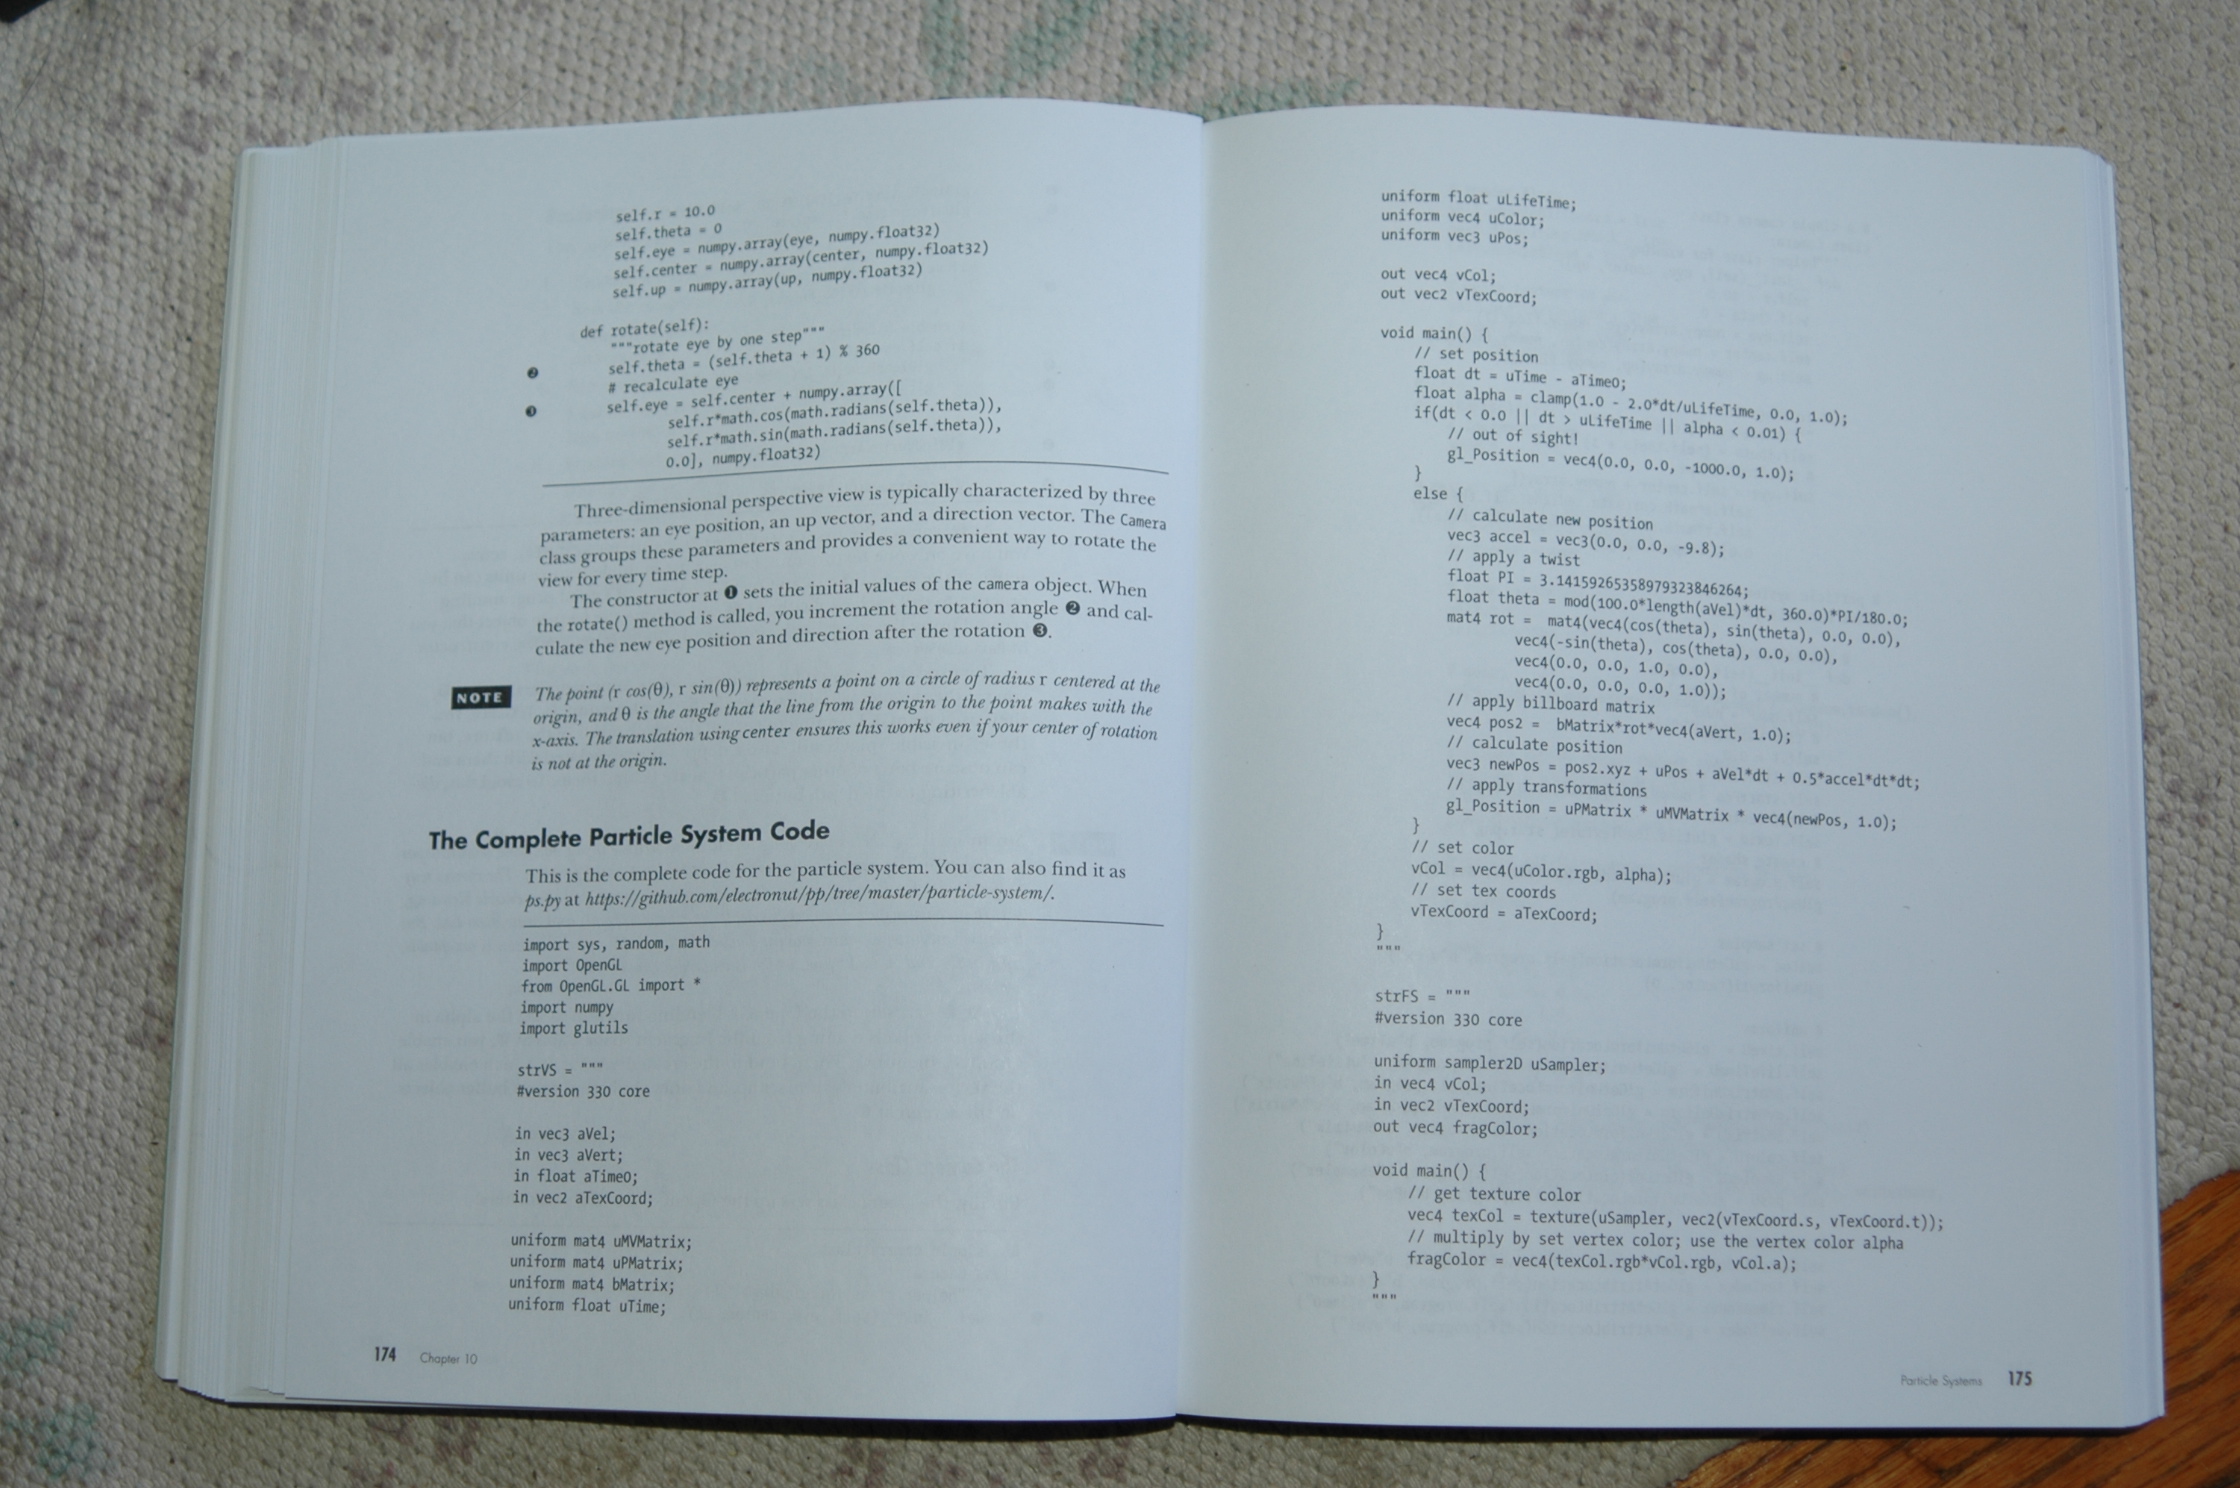 self.r = 10.0
self.theta = 0
self.eye = numpy.array(eye, numpy.float32)
self.center = numpy.array(center, numpy.float32)
self.up = numpy.array(up, numpy.float32)
def rotate(self):
"""rotate eye by one step"""
❷ self.theta = (self.theta + 1) % 360
# recalculate eye
❸ self.eye = self.center + numpy.array([
self.r*math.cos(math.radians(self.theta)),
self.r*math.sin(math.radians(self.theta)),
0.0], numpy.float32)
Three-dimensional perspective view is typically characterized by three
parameters: an eye position, an up vector, and a direction vector. The Camera
class groups these parameters and provides a convenient way to rotate the
view for every time step.
The constructor at ❶ sets the initial values of the camera object. When
the rotate() method is called, you increment the rotation angle ❷ and cal-
culate the new eye position and direction after the rotation ❸.
NOTE The point (r cos(θ), r sin(θ)) represents a point on a circle of radius r centered at the
origin, and θ is the angle that the line from the origin to the point makes with the
x-axis. The translation using center ensures this works even if your center of rotation
is not at the origin.
The Complete Particle System Code
This is the complete code for the particle system. You can also find it as
ps.py at https://github.com/electronut/pp/tree/master/particle-system/.
import sys, random, math
import OpenGL
from OpenGL.GL import *
import numpy
import glutils
strVS = """
#version 330 core
in vec3 aVel;
in vec3 aVert;
in float aTime0;
in vec2 aTexCoord;
uniform mat4 uMVMatrix;
uniform mat4 uPMatrix;
uniform mat4 bMatrix;
uniform float uTime;
174 Chapter 10
uniform float uLifeTime;
uniform vec4 uColor;
uniform vec3 uPos;
out vec4 vCol;
out vec2 vTexCoord;
void main() {
// set position
float dt = uTime - aTime0;
float alpha = clamp(1.0 - 2.0*dt/uLifeTime, 0.0, 1.0);
if(dt < 0.0 || dt > uLifeTime || alpha < 0.01) {
// out of sight!
gl_Position = vec4(0.0, 0.0, -1000.0, 1.0);
}
else {
// calculate new position
vec3 accel = vec3(0.0, 0.0, -9.8);
// apply a twist
float PI = 3.14159265358979323846264;
float theta = mod(100.0*length(aVel)*dt, 360.0)*PI/180.0;
mat4 rot = mat4(vec4(cos(theta), sin(theta), 0.0, 0.0),
vec4(-sin(theta), cos(theta), 0.0, 0.0),
vec4(0.0, 0.0, 1.0, 0.0),
vec4(0.0, 0.0, 0.0, 1.0));
// apply billboard matrix
vec4 pos2 = bMatrix*rot*vec4(aVert, 1.0);
// calculate position
vec3 newPos = pos2.xyz + uPos + aVel*dt + 0.5*accel*dt*dt;
// apply transformations
gl_Position = uPMatrix * uMVMatrix * vec4(newPos, 1.0);
}
// set color
vCol = vec4(uColor.rgb, alpha);
// set tex coords
vTexCoord = aTexCoord;
}
"""
strFS = """
#version 330 core
uniform sampler2D uSampler;
in vec4 vCol;
in vec2 vTexCoord;
out vec4 fragColor;
void main() {
// get texture color
vec4 texCol = texture(uSampler, vec2(vTexCoord.s, vTexCoord.t));
// multiply by set vertex color; use the vertex color alpha
fragColor = vec4(texCol.rgb*vCol.rgb, vCol.a);
}
"""
Particle Systems 175